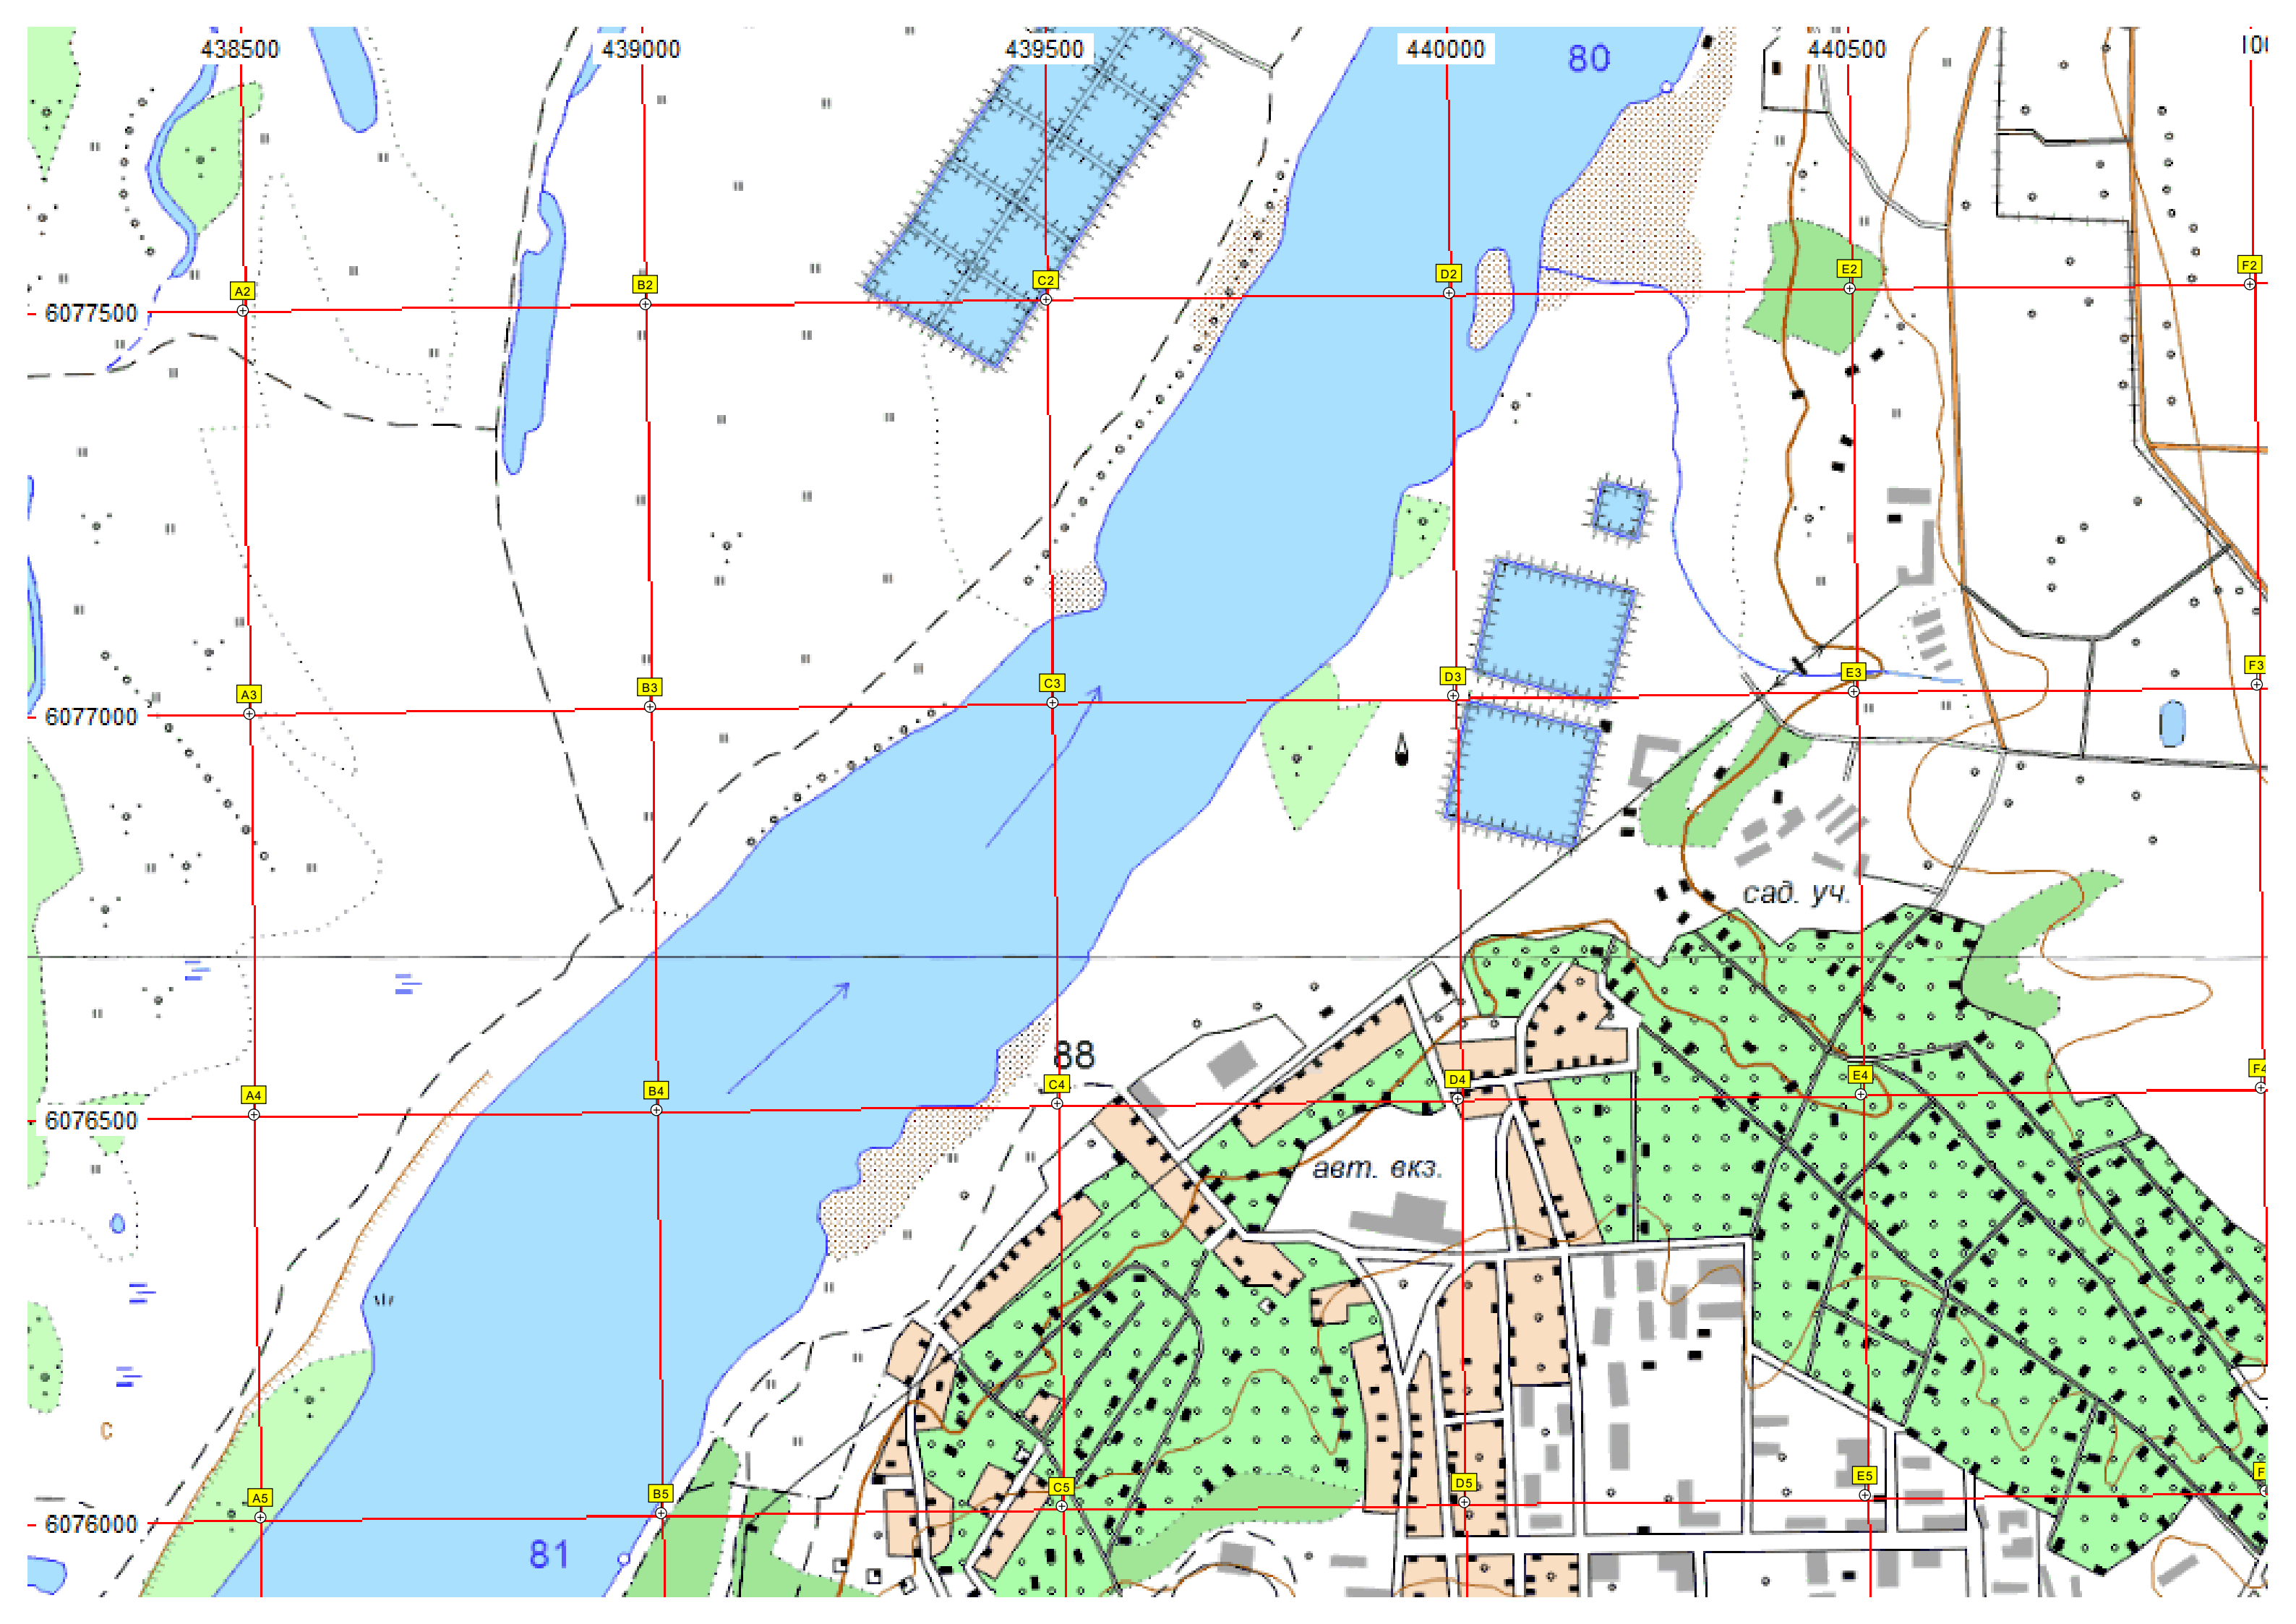 438500 439000 439500 440000 80 440500
A2 B2 C2 D2 E2 F2
6077500
A3 B3 C3 D3 E3 F3
6077000
сад. уч.
88
A4 B4 C4 D4 E4 F4
6076500
авт. вкз.
С
A5 B5 C5 D5 E5
6076000
81